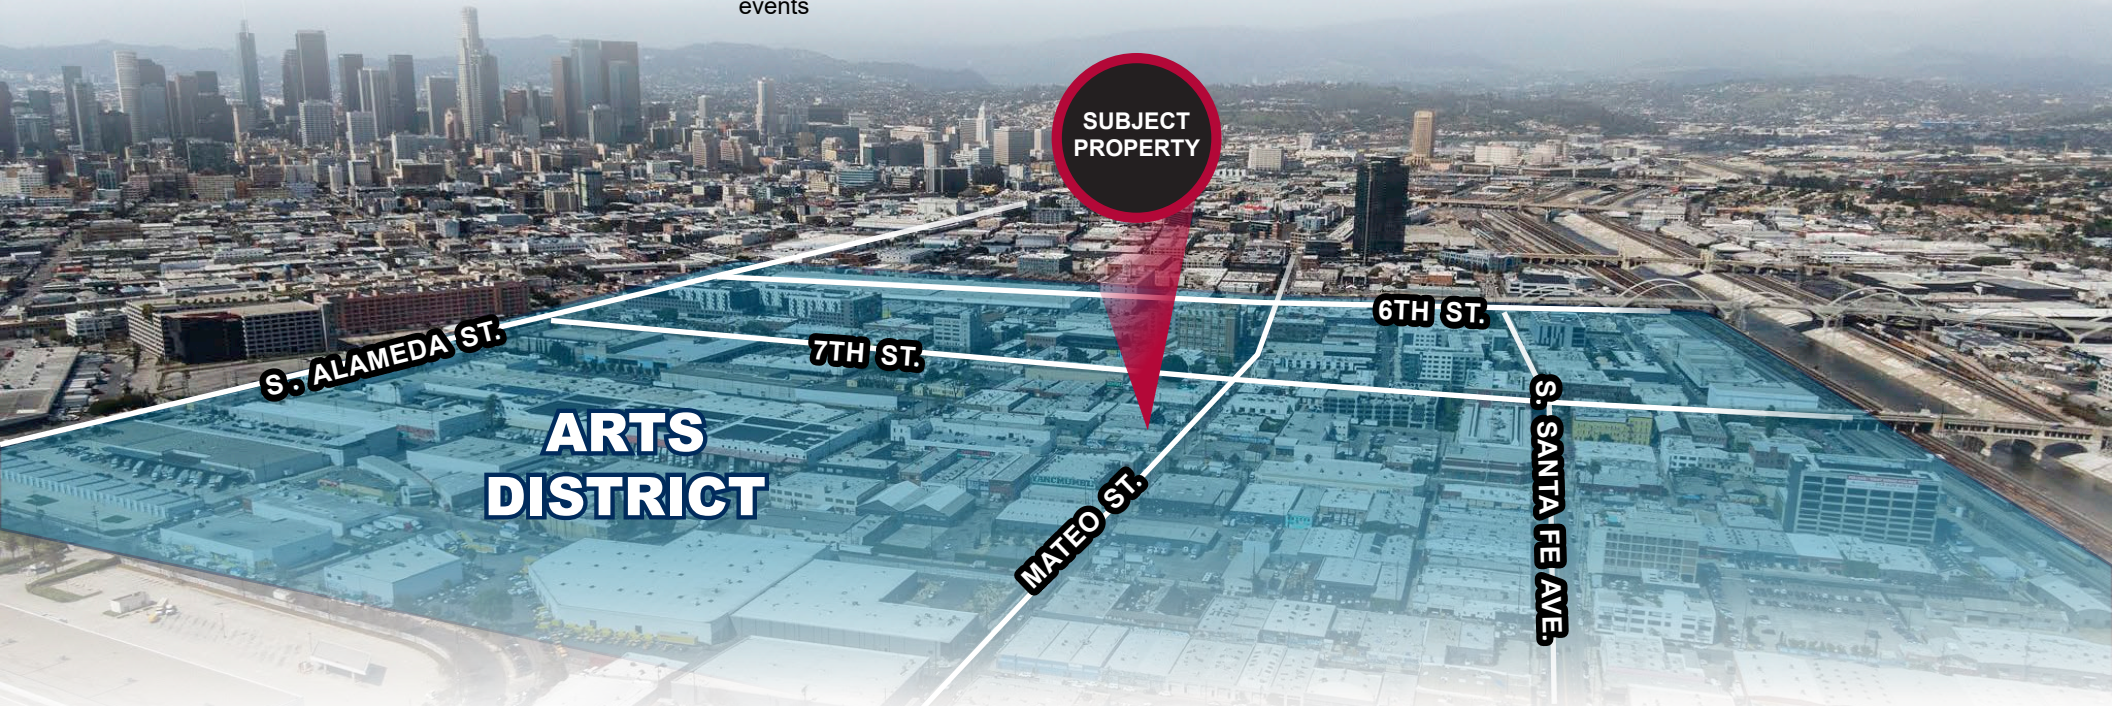 events
SUBJECT
PROPERTY
6TH ST.
S. ALAMEDA ST.
7TH ST.
S. SANTA FE AVE.
ARTS
DISTRICT
MATEO ST.